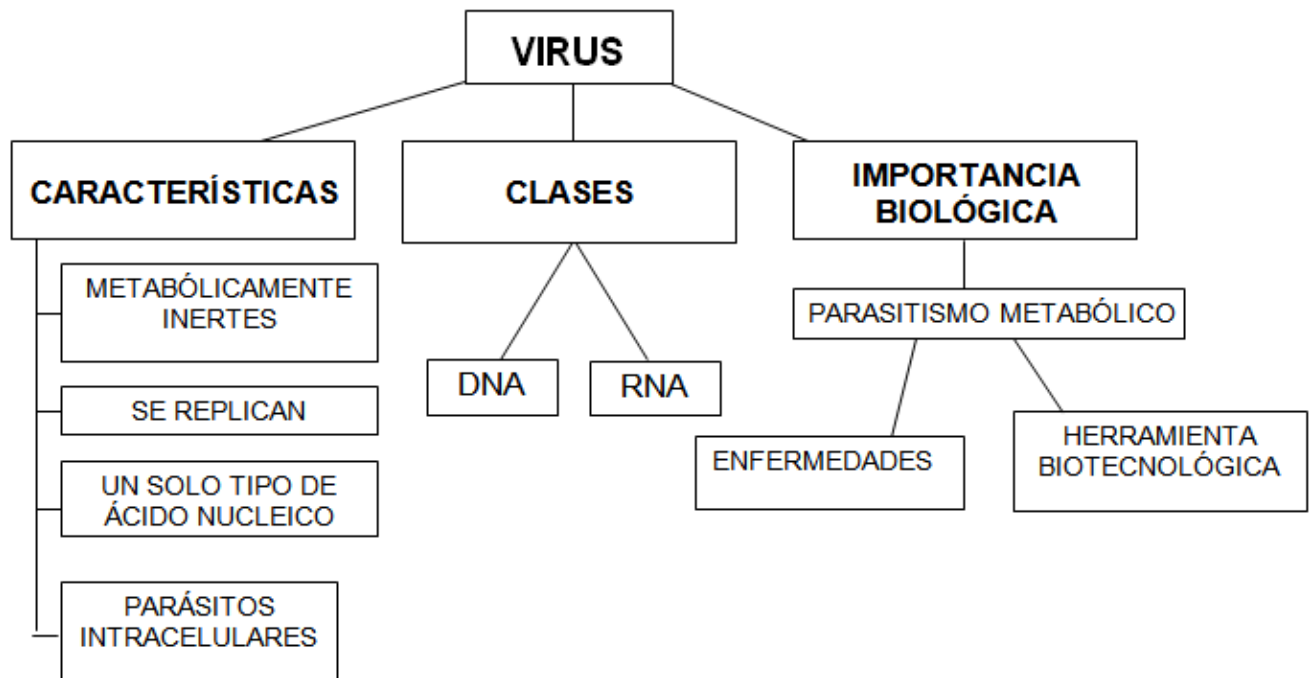 VIRUS
CARACTERÍSTICAS
CLASES
IMPORTANCIA
BIOLÓGICA
METABÓLICAMENTE
INERTES
SE REPLICAN
UN SOLO TIPO DE
ÁCIDO NUCLEICO
PARÁSITOS
INTRACELULARES
DNA
RNA
PARASITISMO METABÓLICO
ENFERMEDADES
HERRAMIENTA
BIOTECNOLÓGICA